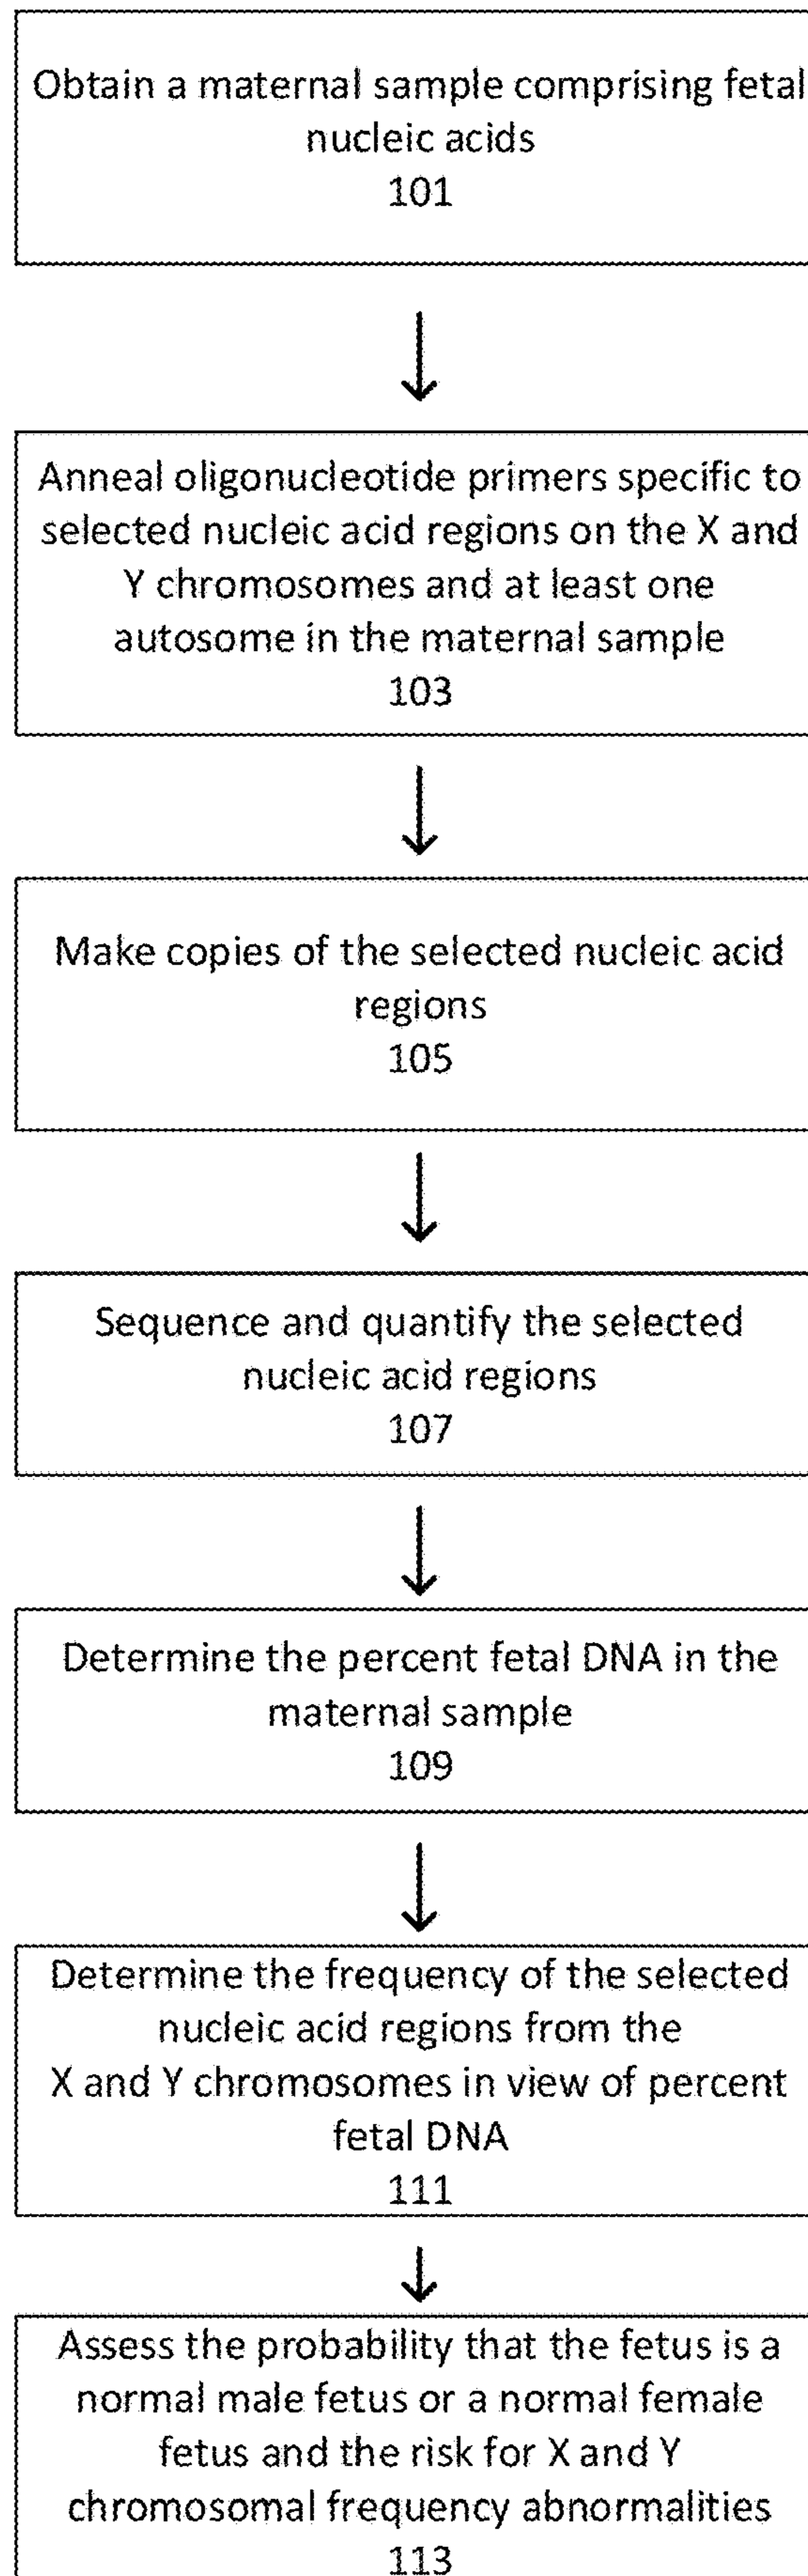 Obtain a maternal sample comprising fetal
nucleic acids
101
Anneal oligonucleotide primers specific to
selected nucleic acid regions on the X and
Y chromosomes and at least one
autosome in the maternal sample
103
Make copies of the selected nucleic acid
regions
105
Sequence and quantify the selected
nucleic acid regions
107
Determine the percent fetal DNA in the
maternal sample
109
Determine the frequency of the selected
nucleic acid regions from the
X and Y chromosomes in view of percent
fetal DNA
111
Assess the probability that the fetus is a
normal male fetus or a normal female
fetus and the risk for X and Y
chromosomal frequency abnormalities
113